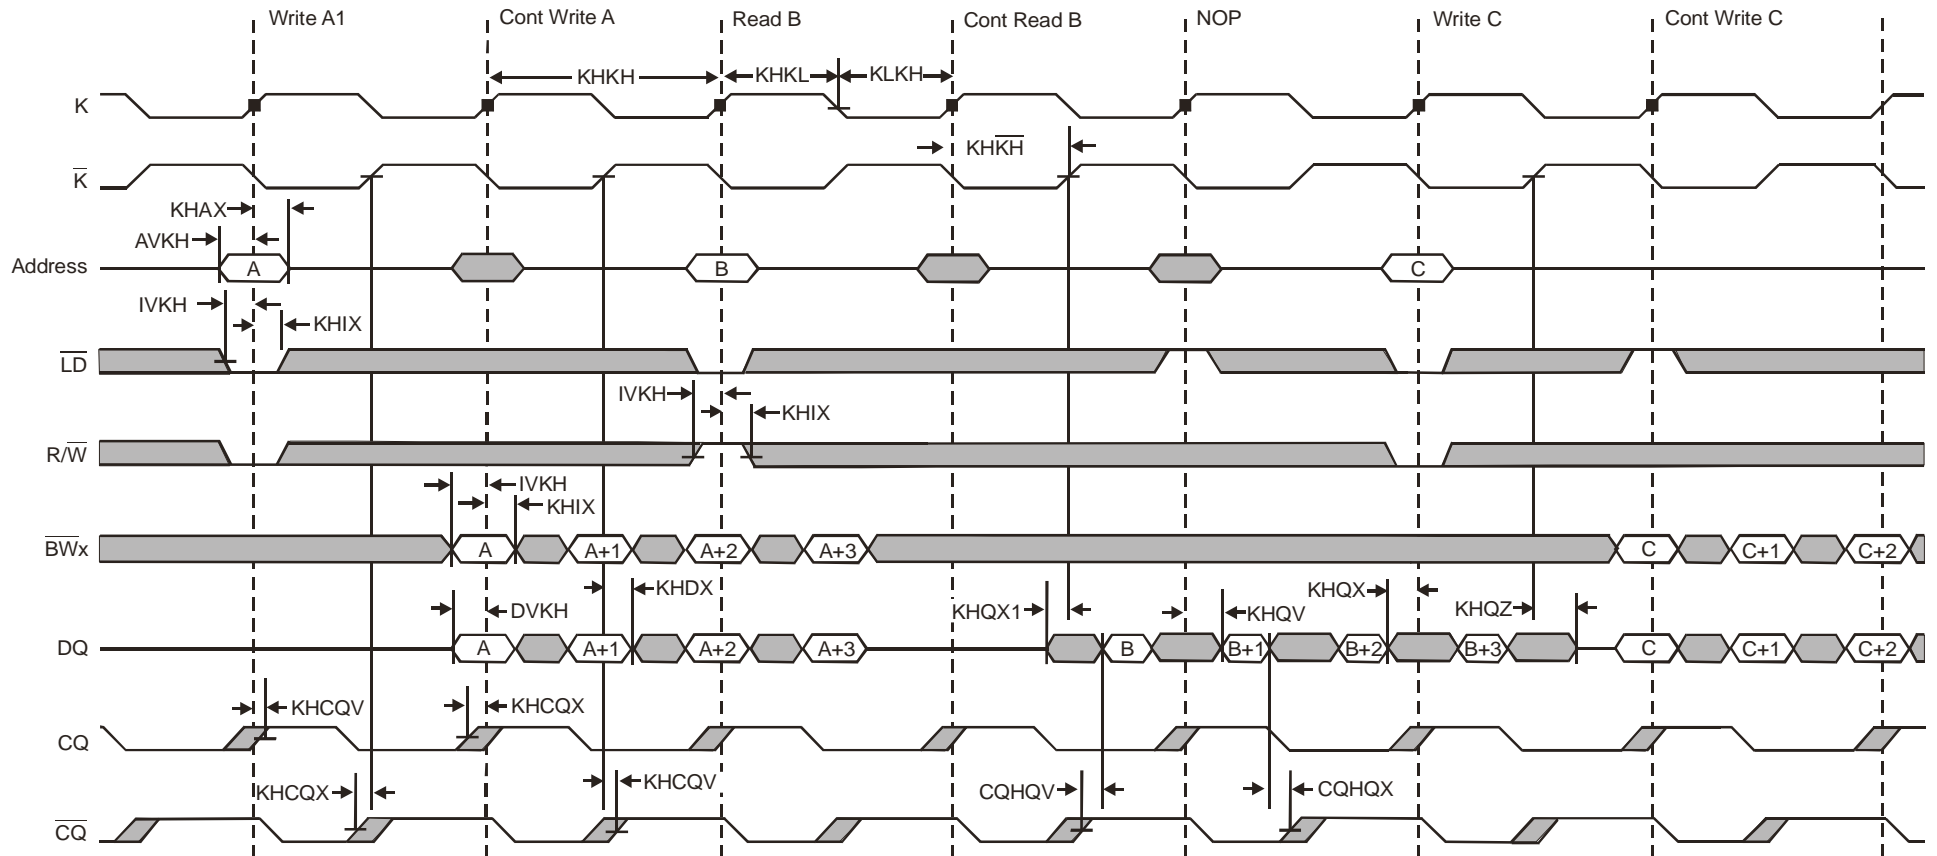 Write A1 Cont Write A Read B Cont Read B NOP Write C Cont Write C
KHKH KHKL KLKH
K
KHK̅H̅
K̅
KHAX
AVKH
Address A B C
IVKH
KHIX
L̅D̅
IVKH
KHIX
R/W̅
IVKH
KHIX
B̅W̅x A A+1 A+2 A+3 C C+1 C+2
KHDX
KHQX
DVKH KHQX1 KHQV KHQZ
DQ A A+1 A+2 A+3 B B+1 B+2 B+3 C C+1 C+2
KHCQV KHCQX
CQ
KHCQV
KHCQX CQHQV CQHQX
C̅Q̅